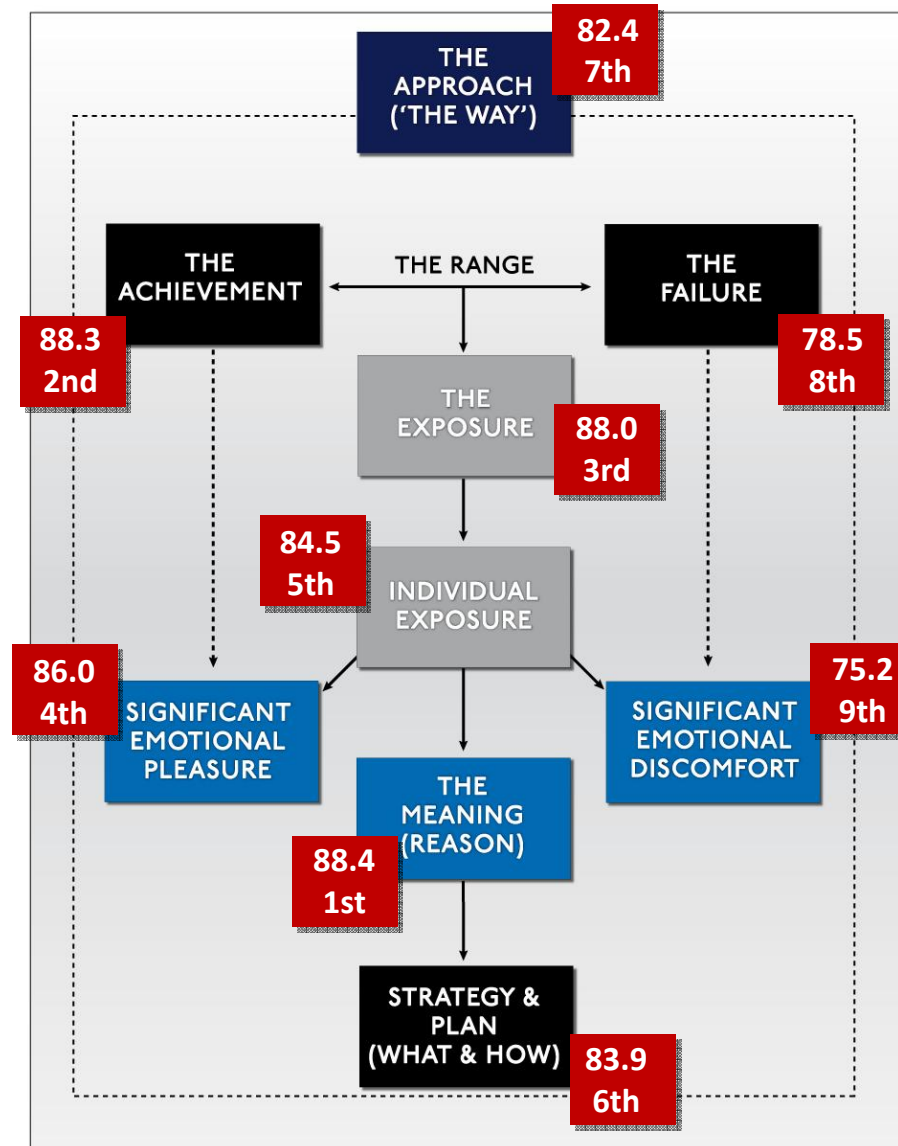 THE
APPROACH
(‘THE WAY’)
82.4
7th
THE
ACHIEVEMENT
88.3
2nd
THE RANGE
THE
FAILURE
78.5
8th
THE
EXPOSURE
88.0
3rd
84.5
5th
INDIVIDUAL
EXPOSURE
86.0
4th
SIGNIFICANT
EMOTIONAL
PLEASURE
75.2
9th
SIGNIFICANT
EMOTIONAL
DISCOMFORT
THE
MEANING
(REASON)
88.4
1st
STRATEGY &
PLAN
(WHAT & HOW)
83.9
6th